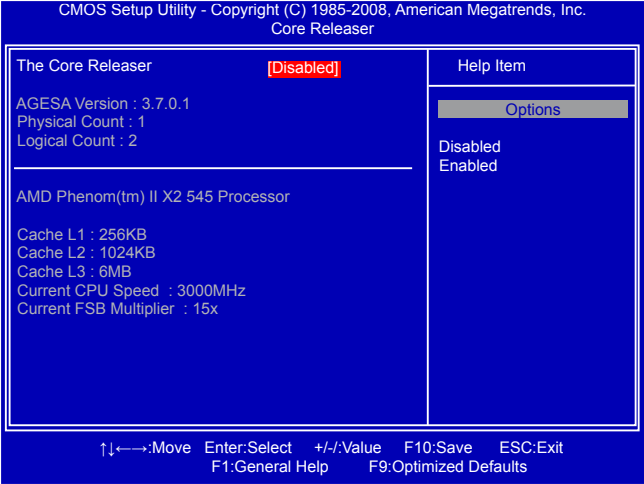 CMOS Setup Utility - Copyright (C) 1985-2008, American Megatrends, Inc.
Core Releaser
The Core Releaser [Disabled]
AGESA Version : 3.7.0.1
Physical Count : 1
Logical Count : 2
AMD Phenom(tm) II X2 545 Processor
Cache L1 : 256KB
Cache L2 : 1024KB
Cache L3 : 6MB
Current CPU Speed : 3000MHz
Current FSB Multiplier : 15x
Help Item
Options
Disabled
Enabled
↑↓←→:Move Enter:Select +/-/:Value F10:Save ESC:Exit
F1:General Help F9:Optimized Defaults